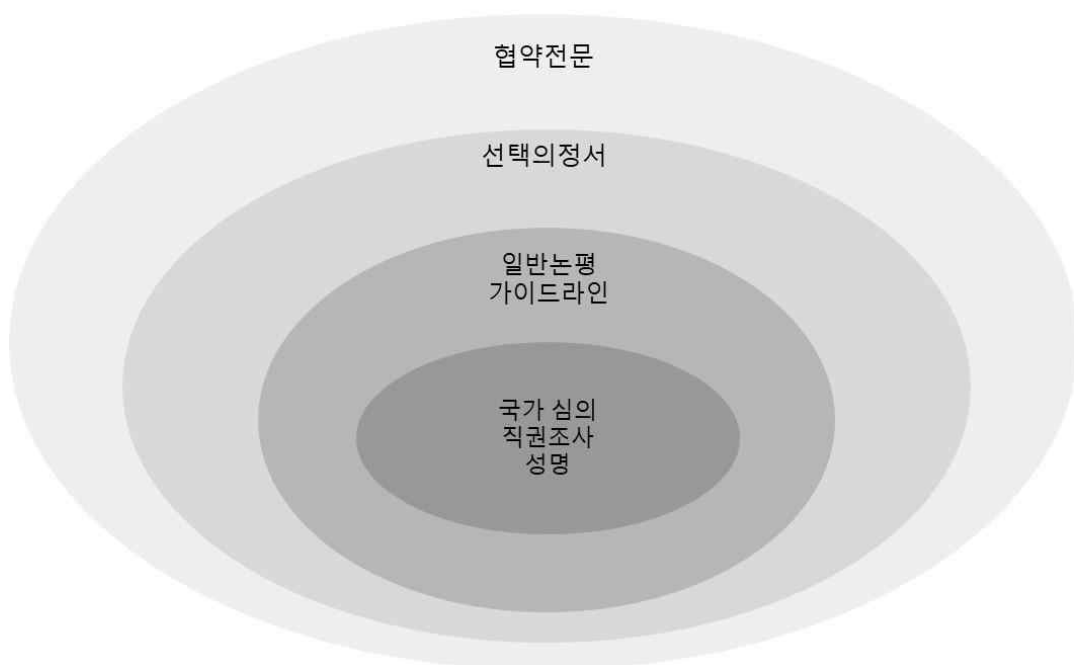 협약전문
선택의정서
일반논평
가이드라인
국가 심의
직권조사
성명